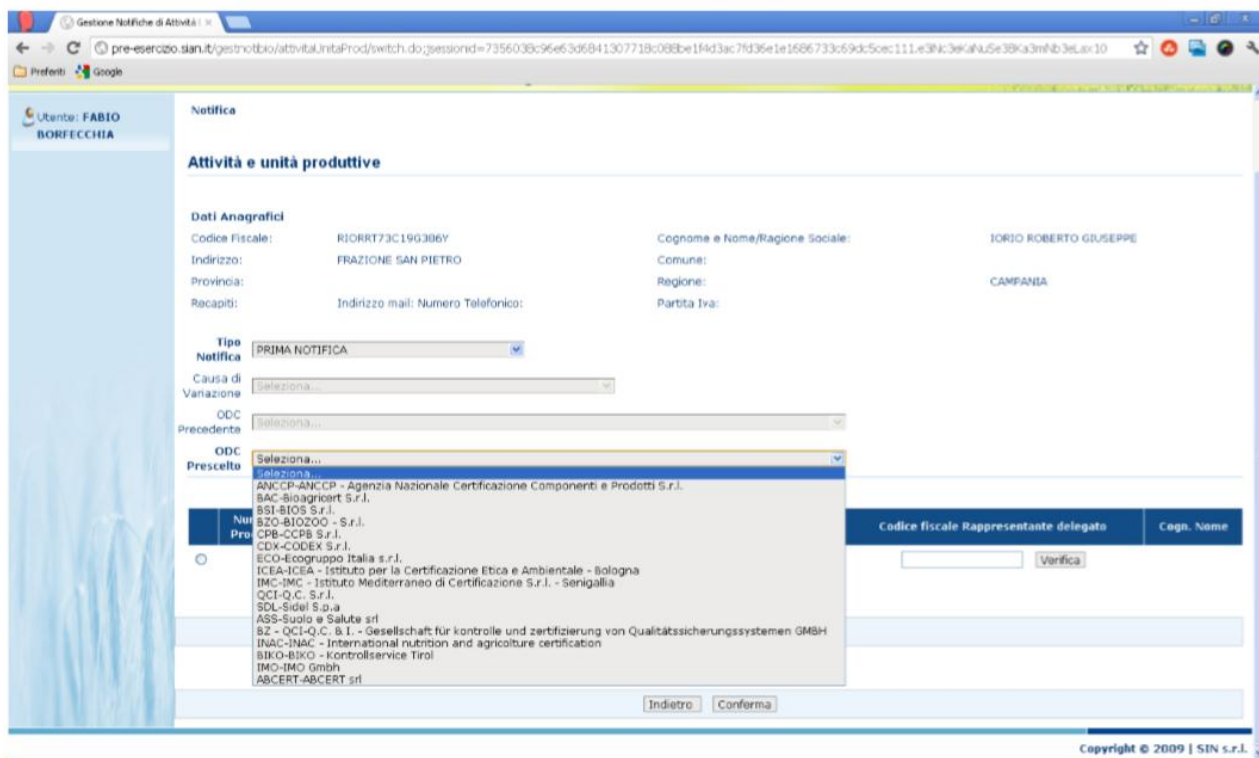 Gestione Notifiche di Attività
pre-esercizio.sian.it/gestnotbio/attivitaUnitaProd/switch.do;
Preferiti Google
Utente: FABIO BORFECCHIA
Notifica
Attività e unità produttive
Dati Anagrafici
Codice Fiscale: RIORRT73C19G386Y Cognome e Nome/Ragione Sociale: IORIO ROBERTO GIUSEPPE
Indirizzo: FRAZIONE SAN PIETRO Comune:
Provincia: Regione: CAMPANIA
Recapiti: Indirizzo mail: Numero Telefonico: Partita Iva:
Tipo Notifica PRIMA NOTIFICA
Causa di Variazione Seleziona...
ODC Precedente Seleziona...
ODC Prescelto Seleziona...
Seleziona...
ANCCP-ANCCP - Agenzia Nazionale Certificazione Componenti e Prodotti S.r.l.
BAC-Bioagricert S.r.l.
BSI-BIOS S.r.l.
BZO-BIOZOO - S.r.l.
CPB-CCPB S.r.l.
CDX-CODEX S.r.l.
ECO-Ecogruppo Italia s.r.l.
ICEA-ICEA - Istituto per la Certificazione Etica e Ambientale - Bologna
IMC-IMC - Istituto Mediterraneo di Certificazione S.r.l. - Senigallia
QCI-Q.C. S.r.l.
SDL-Sidel S.p.a
ASS-Suolo e Salute srl
BZ - QCI-Q.C. & I. - Gesellschaft für kontrolle und zertifizierung von Qualitätssicherungssystemen GMBH
INAC-INAC - International nutrition and agricolture certification
BIKO-BIKO - Kontrollservice Tirol
IMO-IMO Gmbh
ABCERT-ABCERT srl
Codice fiscale Rappresentante delegato Cogn. Nome
Verifica
Indietro Conferma
Copyright © 2009 | SIN s.r.l.